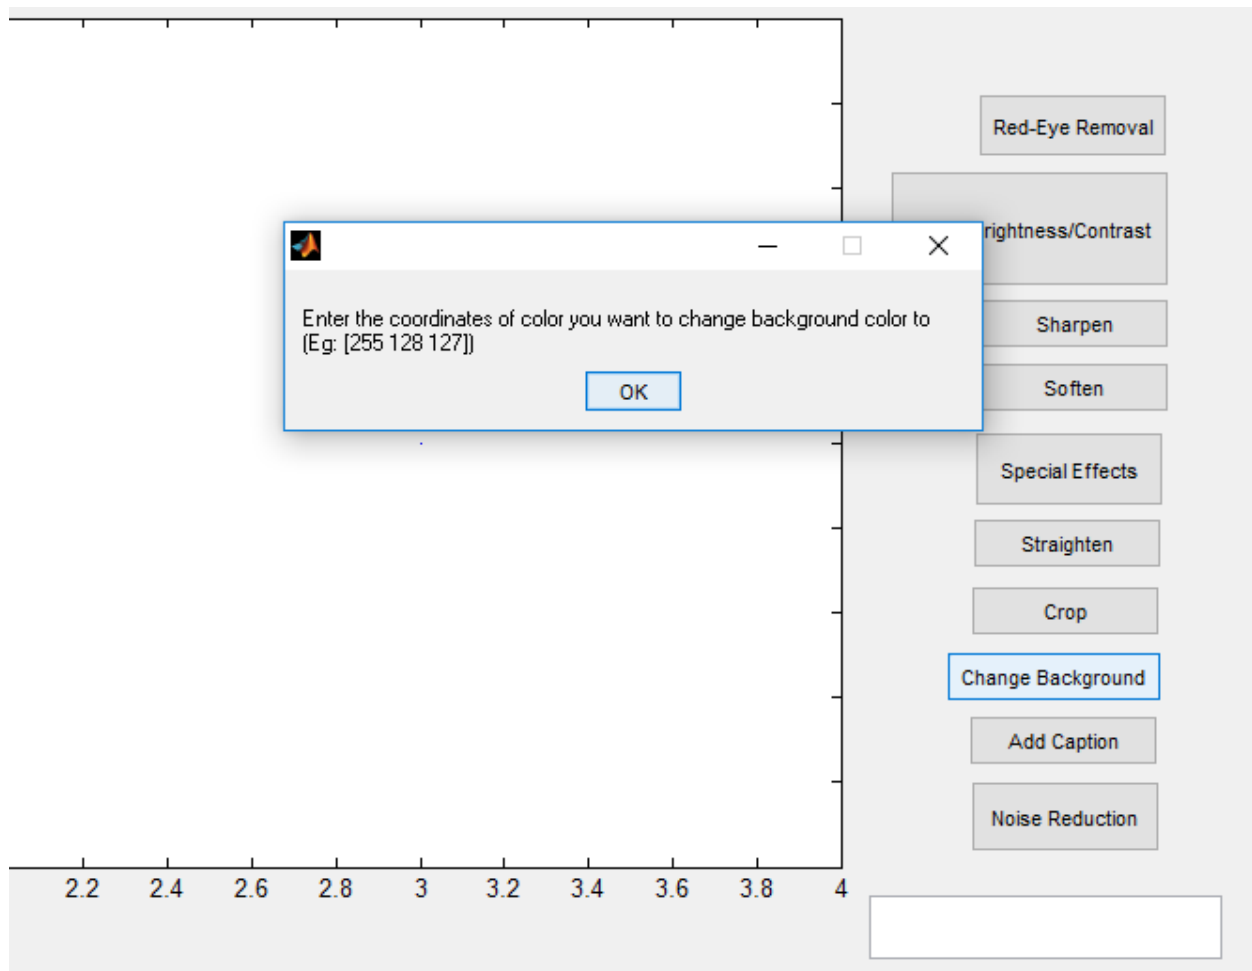 Red-Eye Removal
rightness/Contrast
Enter the coordinates of color you want to change background color to
(Eg: [255 128 127])
OK
Sharpen
Soften
Special Effects
Straighten
Crop
Change Background
Add Caption
Noise Reduction
2.2 2.4 2.6 2.8 3 3.2 3.4 3.6 3.8 4